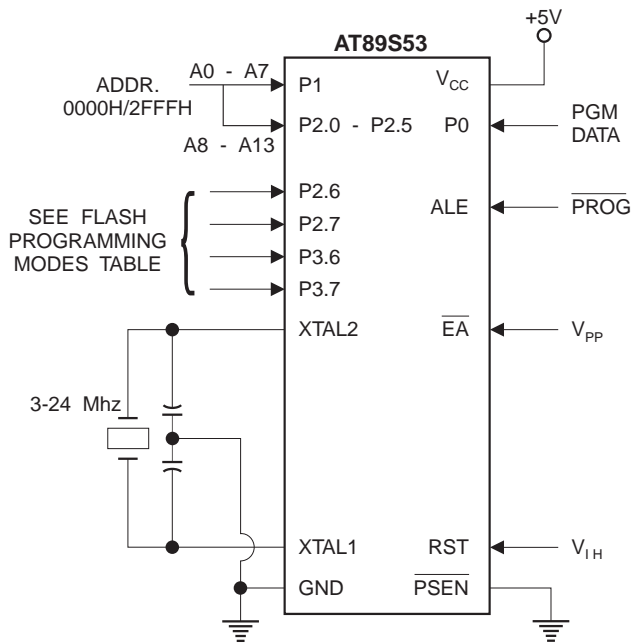 +5V
AT89S53
ADDR.
0000H/2FFFH
A0 - A7
A8 - A13
P1
P2.0 - P2.5
P2.6
P2.7
P3.6
P3.7
SEE FLASH
PROGRAMMING
MODES TABLE
XTAL2
3-24 Mhz
XTAL1
GND
VCC
P0
PGM
DATA
ALE
PROG
EA
VPP
RST
VIH
PSEN